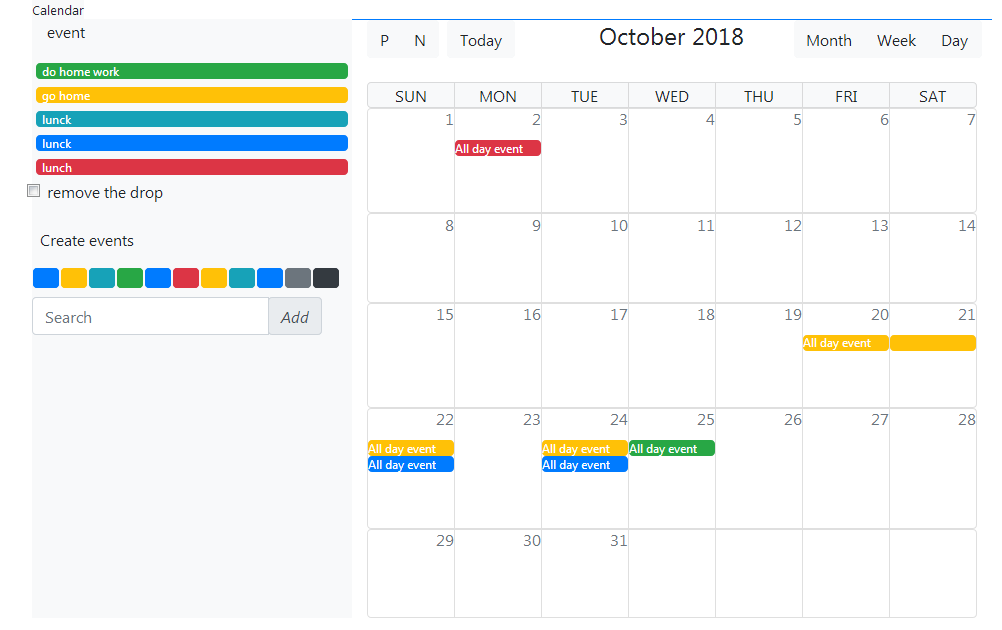 Calendar
event
do home work
go home
lunck
lunck
lunch
remove the drop
Create events
Search Add
P N Today October 2018 Month Week Day
SUN MON TUE WED THU FRI SAT
1 2 3 4 5 6 7
All day event
8 9 10 11 12 13 14
15 16 17 18 19 20 21
All day event
22 23 24 25 26 27 28
All day event All day event All day event
All day event All day event
29 30 31